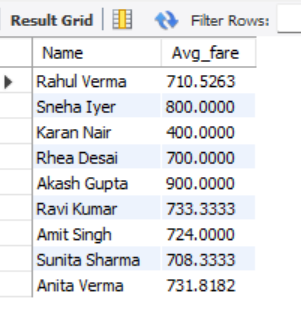 Result Grid Filter Rows:
Name Avg_fare
Rahul Verma 710.5263
Sneha Iyer 800.0000
Karan Nair 400.0000
Rhea Desai 700.0000
Akash Gupta 900.0000
Ravi Kumar 733.3333
Amit Singh 724.0000
Sunita Sharma 708.3333
Anita Verma 731.8182